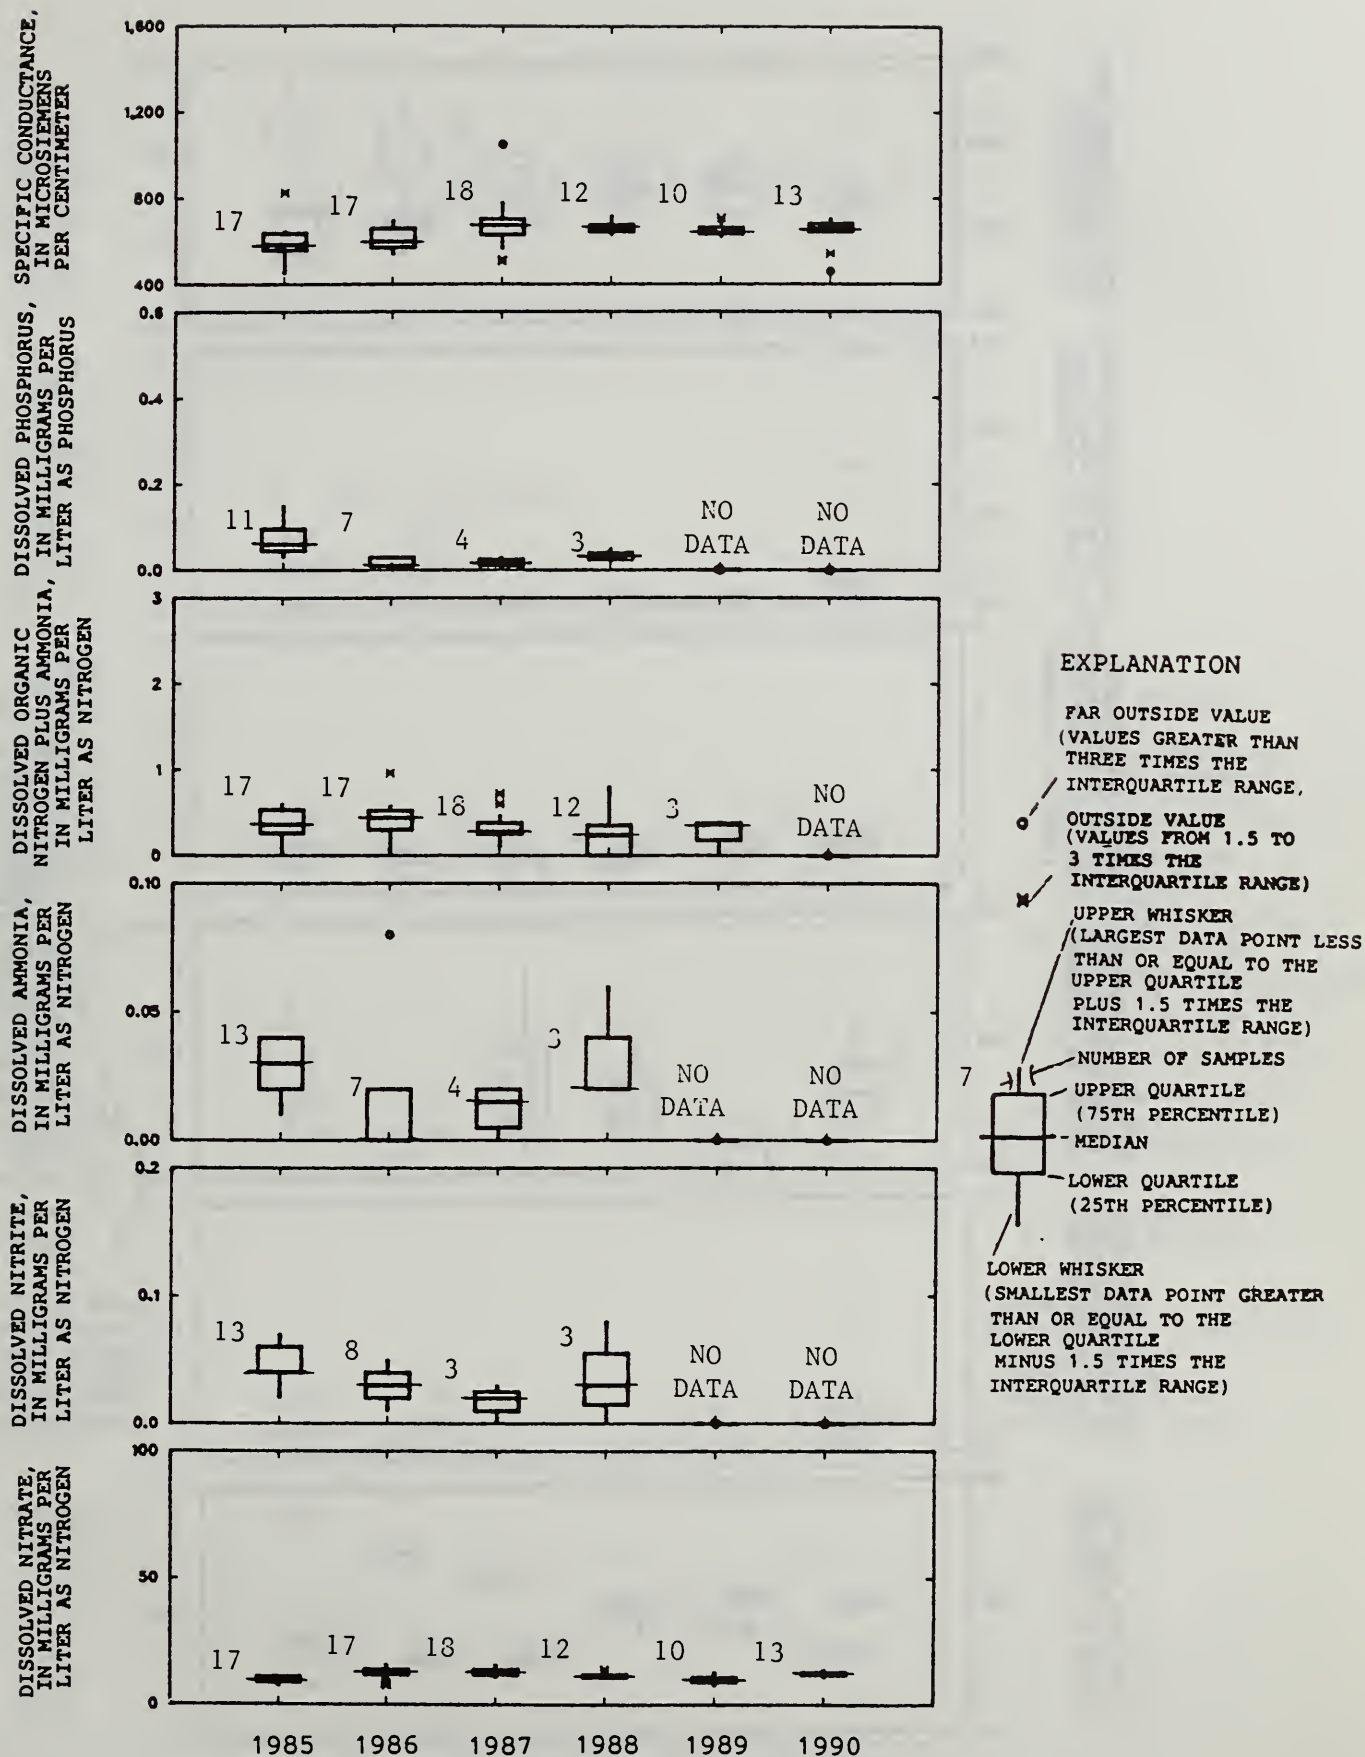 SPECIFIC CONDUCTANCE,
IN MICROSIEMENS
PER CENTIMETER
1,600
1,200
800
400
17
17
18
12
10
13
DISSOLVED PHOSPHORUS,
IN MILLIGRAMS PER
LITER AS PHOSPHORUS
0.6
0.4
0.2
0.0
11
7
4
3
NO
DATA
NO
DATA
DISSOLVED ORGANIC
NITROGEN PLUS AMMONIA,
IN MILLIGRAMS PER
LITER AS NITROGEN
3
2
1
0
17
17
18
12
3
NO
DATA
DISSOLVED AMMONIA,
IN MILLIGRAMS PER
LITER AS NITROGEN
0.10
0.05
0.00
13
7
4
3
NO
DATA
NO
DATA
DISSOLVED NITRITE,
IN MILLIGRAMS PER
LITER AS NITROGEN
0.2
0.1
0.0
13
8
3
3
NO
DATA
NO
DATA
DISSOLVED NITRATE,
IN MILLIGRAMS PER
LITER AS NITROGEN
100
50
0
17
17
18
12
10
13
1985 1986 1987 1988 1989 1990
EXPLANATION
FAR OUTSIDE VALUE
(VALUES GREATER THAN
THREE TIMES THE
INTERQUARTILE RANGE,
OUTSIDE VALUE
(VALUES FROM 1.5 TO
3 TIMES THE
INTERQUARTILE RANGE)
UPPER WHISKER
(LARGEST DATA POINT LESS
THAN OR EQUAL TO THE
UPPER QUARTILE
PLUS 1.5 TIMES THE
INTERQUARTILE RANGE)
7
NUMBER OF SAMPLES
UPPER QUARTILE
(75TH PERCENTILE)
MEDIAN
LOWER QUARTILE
(25TH PERCENTILE)
LOWER WHISKER
(SMALLEST DATA POINT GREATER
THAN OR EQUAL TO THE
LOWER QUARTILE
MINUS 1.5 TIMES THE
INTERQUARTILE RANGE)